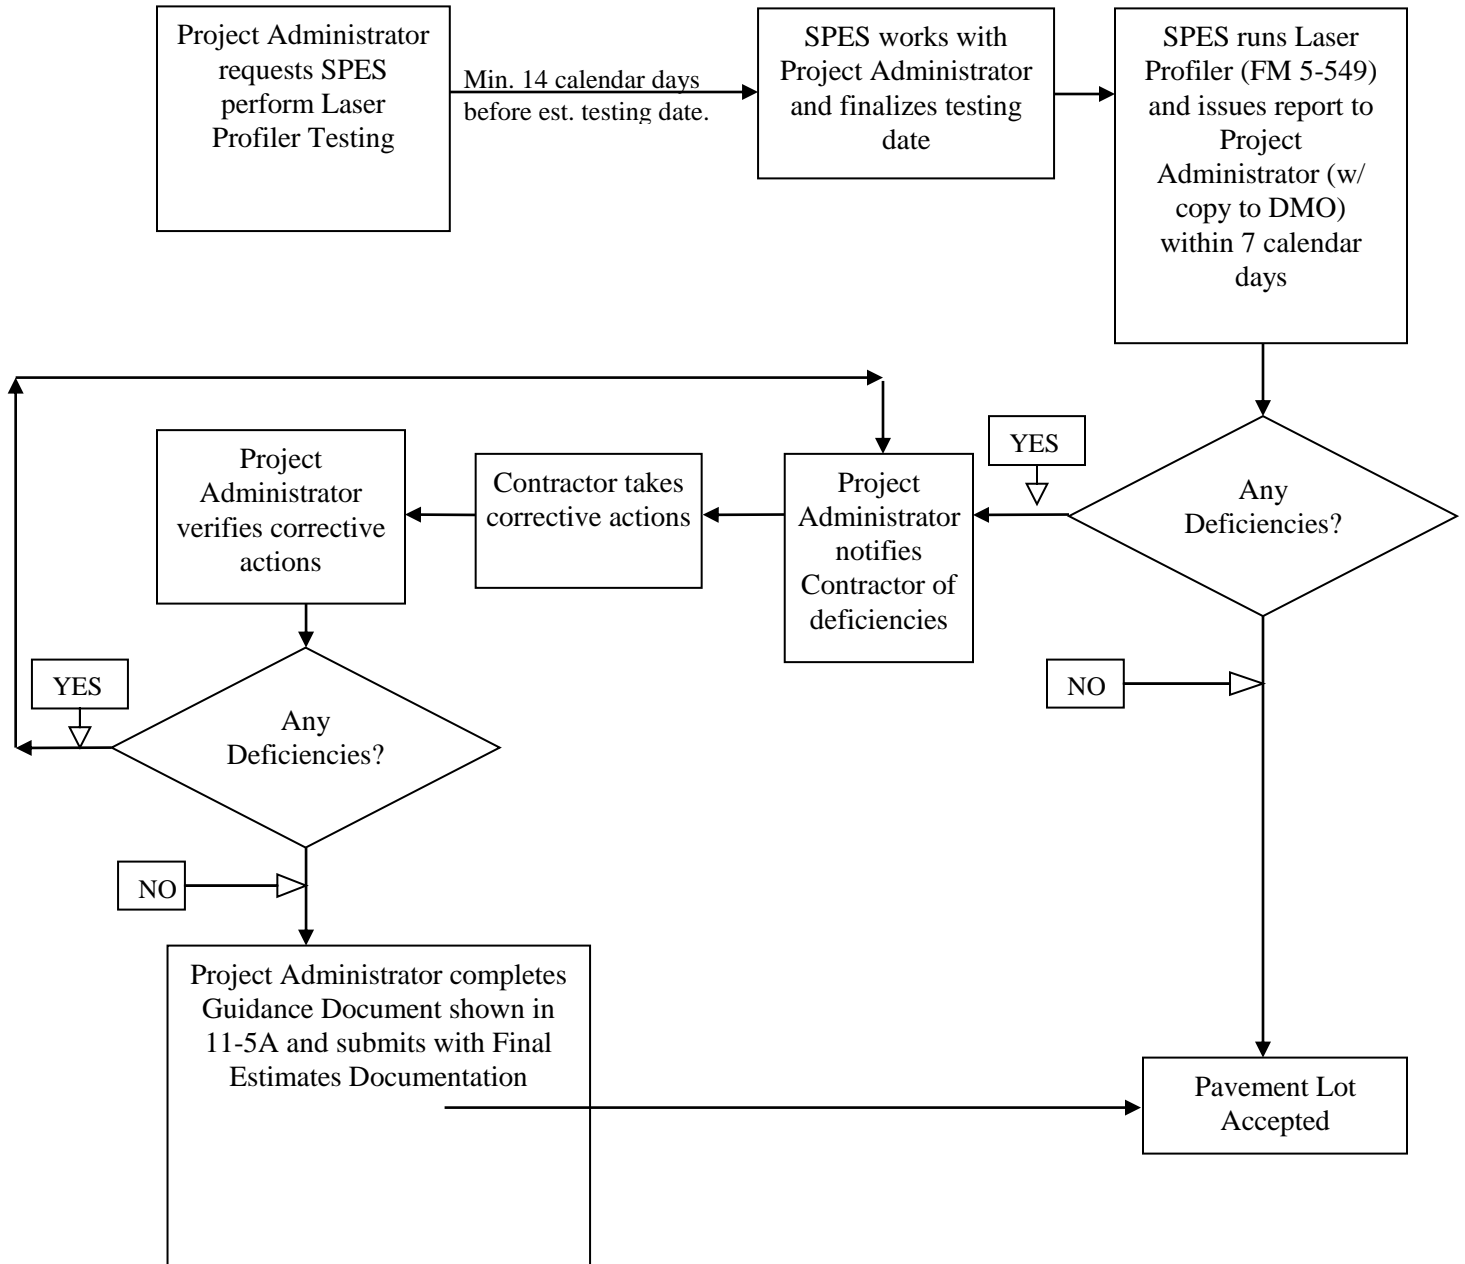 Project Administrator
requests SPES
perform Laser
Profiler Testing
Min. 14 calendar days
before est. testing date.
SPES works with
Project Administrator
and finalizes testing
date
SPES runs Laser
Profiler (FM 5-549)
and issues report to
Project
Administrator (w/
copy to DMO)
within 7 calendar
days
Any
Deficiencies?
YES
Project
Administrator
notifies
Contractor of
deficiencies
Contractor takes
corrective actions
Project
Administrator
verifies corrective
actions
NO
YES
Any
Deficiencies?
NO
Project Administrator completes
Guidance Document shown in
11-5A and submits with Final
Estimates Documentation
Pavement Lot
Accepted